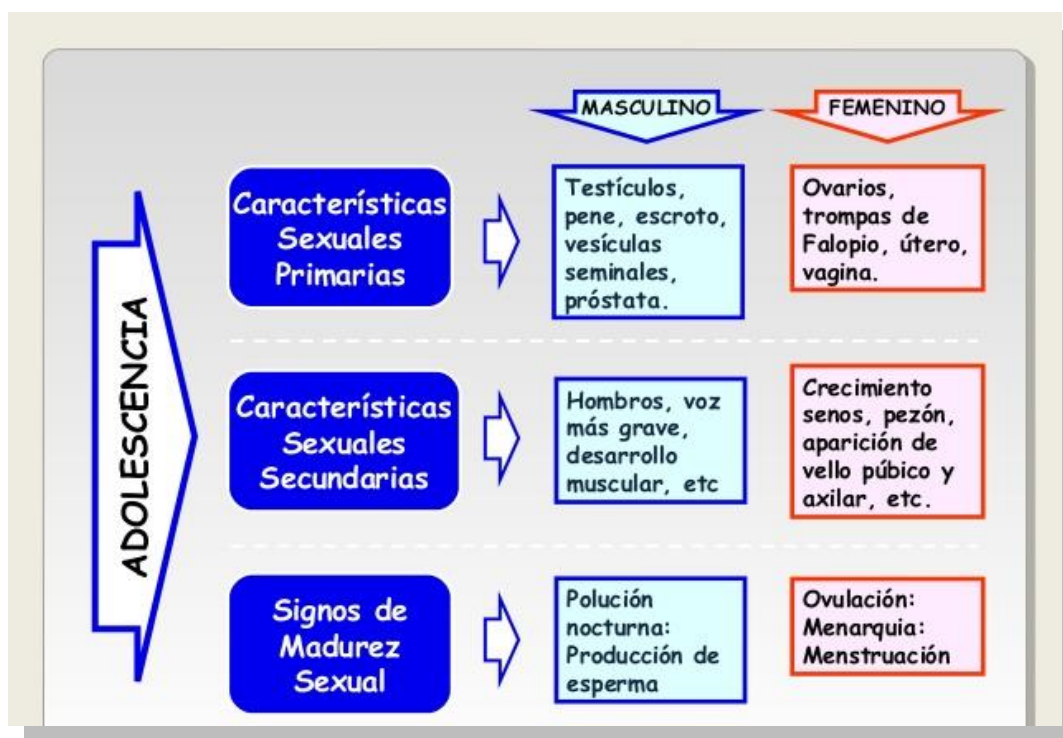 MASCULINO
FEMENINO
ADOLESCENCIA
Características
Sexuales
Primarias
Testículos,
pene, escroto,
vesículas
seminales,
próstata.
Ovarios,
trompas de
Falopio, útero,
vagina.
Características
Sexuales
Secundarias
Hombros, voz
más grave,
desarrollo
muscular, etc
Crecimiento
senos, pezón,
aparición de
vello púbico y
axilar, etc.
Signos de
Madurez
Sexual
Polución
nocturna:
Producción de
esperma
Ovulación:
Menarquia:
Menstruación